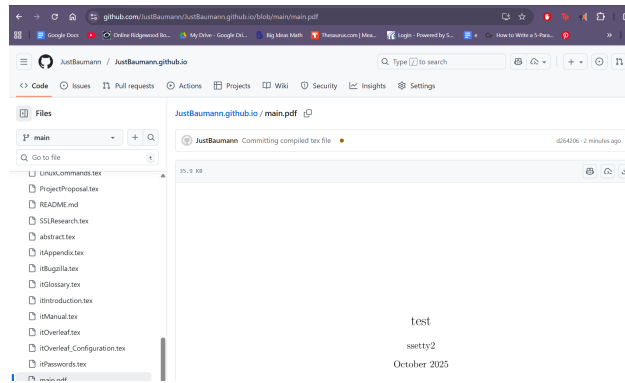 github.com/JustBaumann/JustBaumann.github.io/blob/main/main.pdf
Google Docs
Online Ridgewood Bo...
My Drive - Google Dri...
Big Ideas Math
Thesaurus.com | Mea...
Login - Powered by S...
e
How to Write a 5-Para...
»
JustBaumann / JustBaumann.github.io
Type / to search
Code
Issues
Pull requests
Actions
Projects
Wiki
Security
Insights
Settings
Files
JustBaumann.github.io / main.pdf
main
JustBaumann Committing compiled tex file
d264206 · 2 minutes ago
Go to file
t
35.9 KB
LinuxCommands.tex
ProjectProposal.tex
README.md
SSLResearch.tex
abstract.tex
itAppendix.tex
itBugzilla.tex
itGlossary.tex
itIntroduction.tex
itManual.tex
itOverleaf.tex
itOverleaf_Configuration.tex
itPasswords.tex
main.pdf
test
ssetty2
October 2025